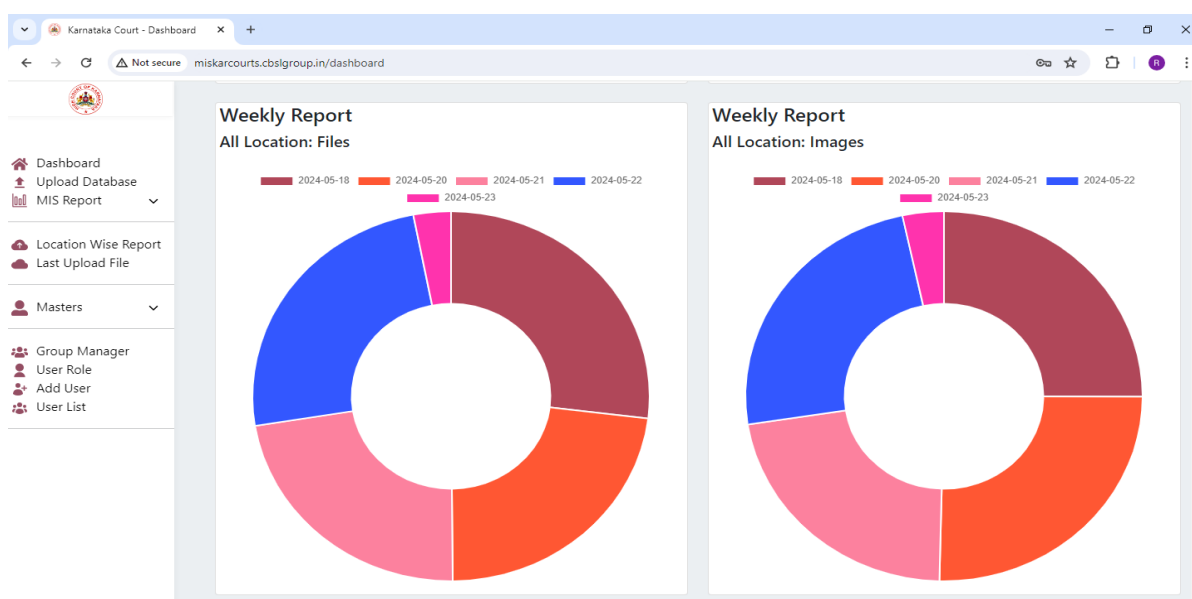 Karnataka Court - Dashboard
Not secure miskarcourts.cbslgroup.in/dashboard
R
Dashboard
Upload Database
MIS Report
Location Wise Report
Last Upload File
Masters
Group Manager
User Role
Add User
User List
Weekly Report
All Location: Files
2024-05-18 2024-05-20 2024-05-21 2024-05-22
2024-05-23
Weekly Report
All Location: Images
2024-05-18 2024-05-20 2024-05-21 2024-05-22
2024-05-23